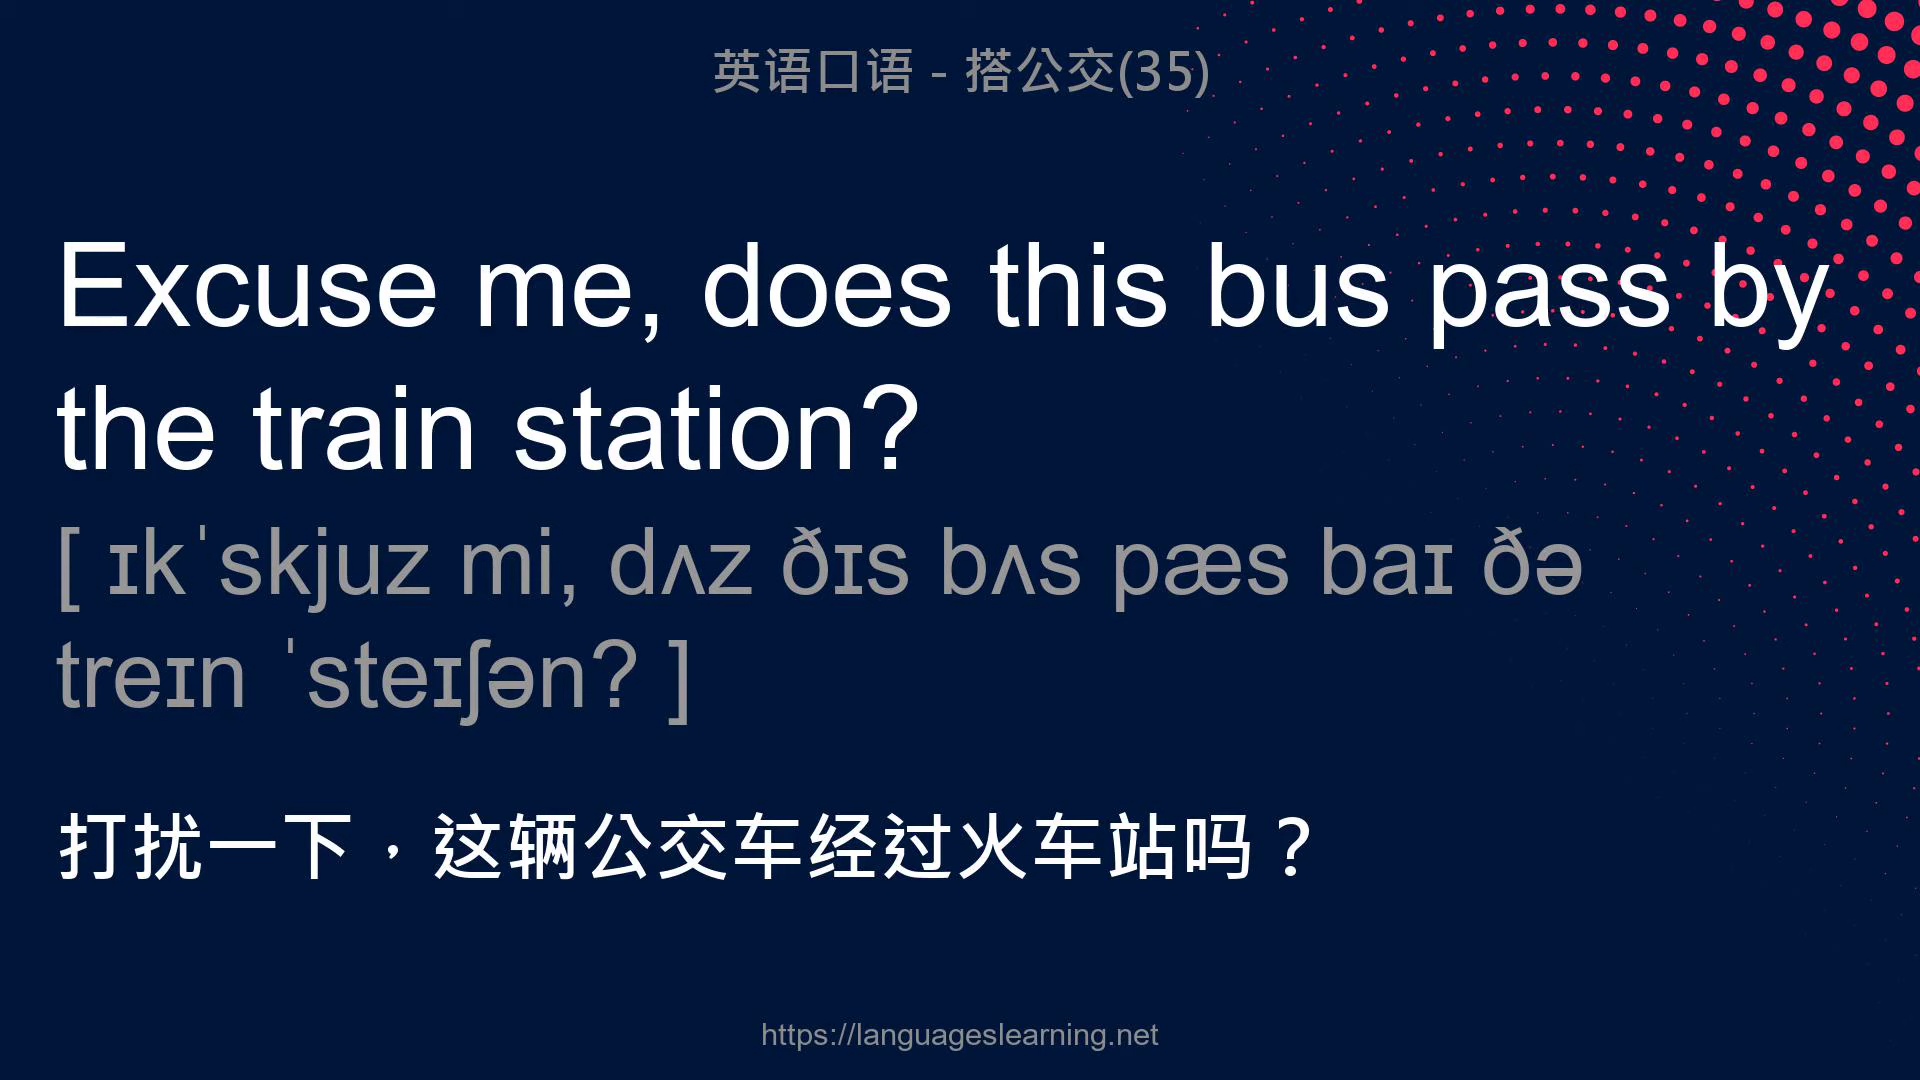 英语口语 - 搭公交(35)
Excuse me, does this bus pass by
the train station?
[ ɪkˈskjuz mi, dʌz ðɪs bʌs pæs baɪ ðə
treɪn ˈsteɪʃən? ]
打扰一下，这辆公交车经过火车站吗？
https://languageslearning.net